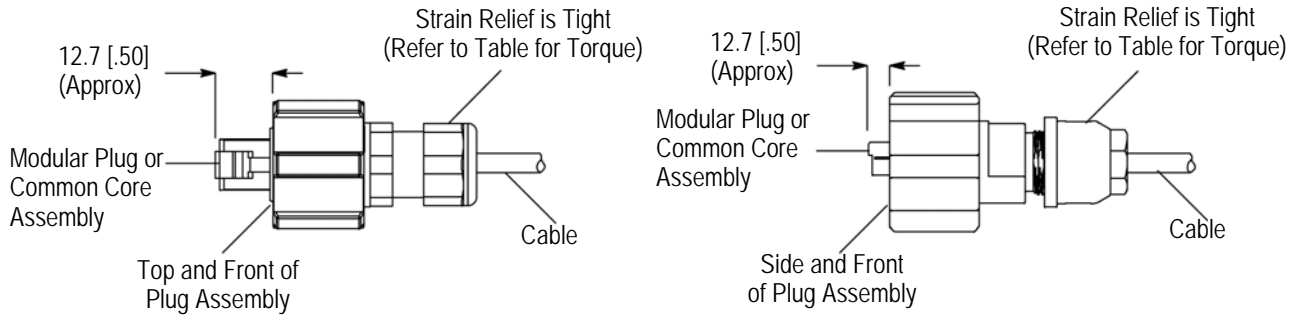 Strain Relief is Tight
(Refer to Table for Torque)
12.7 [.50]
(Approx)
Modular Plug or
Common Core
Assembly
Cable
Top and Front of
Plug Assembly
Strain Relief is Tight
(Refer to Table for Torque)
12.7 [.50]
(Approx)
Modular Plug or
Common Core
Assembly
Cable
Side and Front
of Plug Assembly